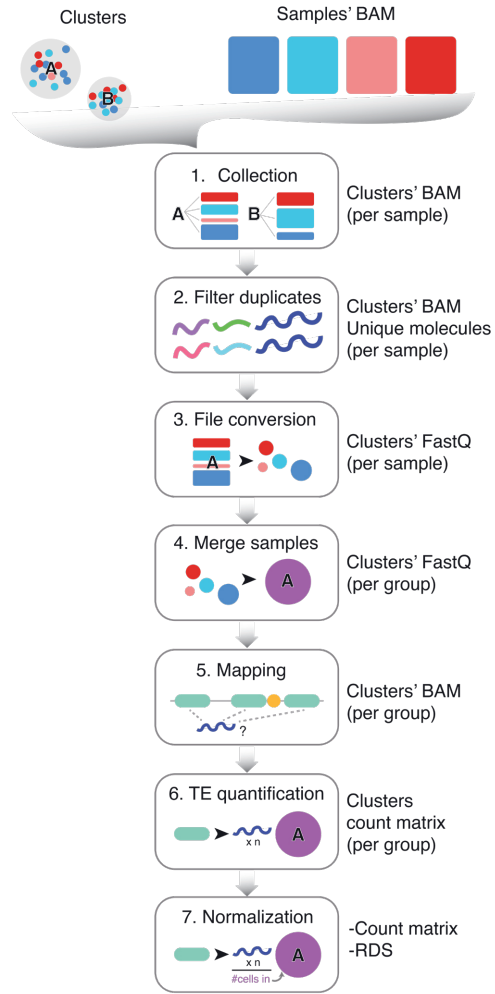 Clusters
Samples' BAM
A
B
1. Collection
A
B
Clusters' BAM
(per sample)
2. Filter duplicates
Clusters' BAM
Unique molecules
(per sample)
3. File conversion
A
Clusters' FastQ
(per sample)
4. Merge samples
A
Clusters' FastQ
(per group)
5. Mapping
?
Clusters' BAM
(per group)
6. TE quantification
x n
A
Clusters
count matrix
(per group)
7. Normalization
x n
#cells in
A
-Count matrix
-RDS